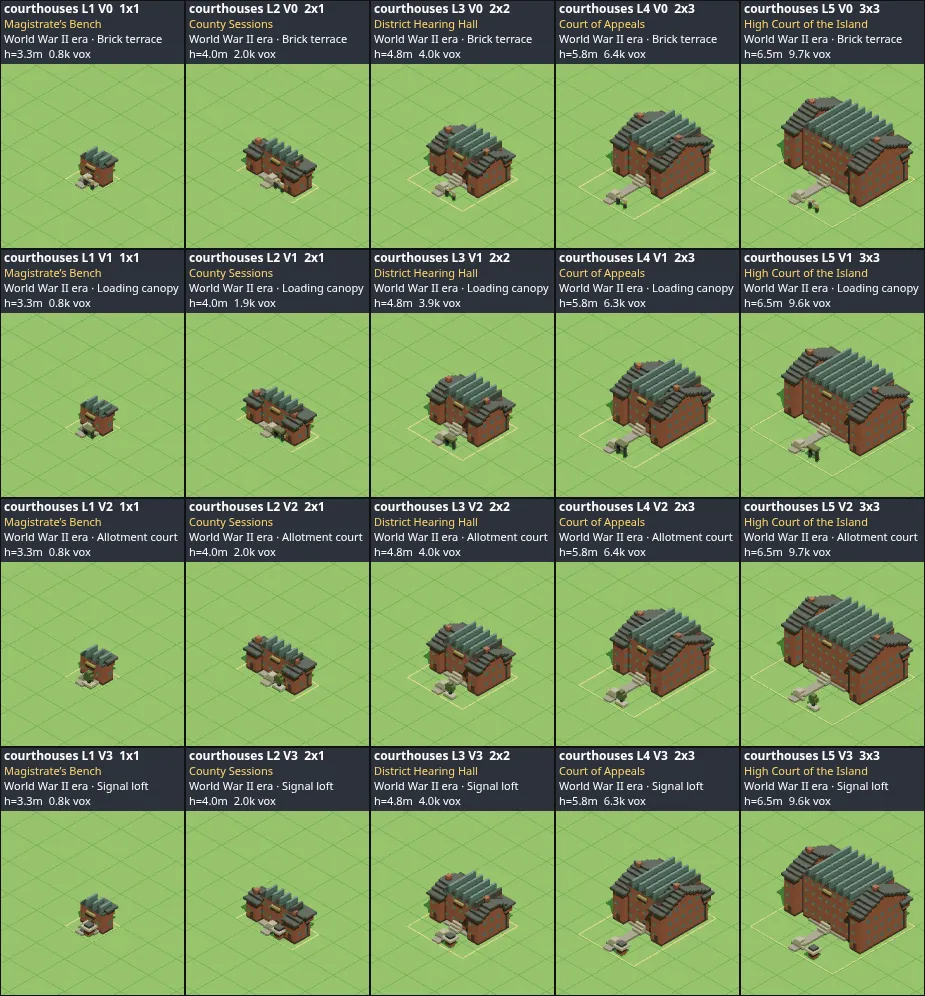 courthouses L1 V0 1x1
Magistrate's Bench
World War II era · Brick terrace
h=3.3m 0.8k vox
courthouses L2 V0 2x1
County Sessions
World War II era · Brick terrace
h=4.0m 2.0k vox
courthouses L3 V0 2x2
District Hearing Hall
World War II era · Brick terrace
h=4.8m 4.0k vox
courthouses L4 V0 2x3
Court of Appeals
World War II era · Brick terrace
h=5.8m 6.4k vox
courthouses L5 V0 3x3
High Court of the Island
World War II era · Brick terrace
h=6.5m 9.7k vox
courthouses L1 V1 1x1
Magistrate's Bench
World War II era · Loading canopy
h=3.3m 0.8k vox
courthouses L2 V1 2x1
County Sessions
World War II era · Loading canopy
h=4.0m 1.9k vox
courthouses L3 V1 2x2
District Hearing Hall
World War II era · Loading canopy
h=4.8m 3.9k vox
courthouses L4 V1 2x3
Court of Appeals
World War II era · Loading canopy
h=5.8m 6.3k vox
courthouses L5 V1 3x3
High Court of the Island
World War II era · Loading canopy
h=6.5m 9.6k vox
courthouses L1 V2 1x1
Magistrate's Bench
World War II era · Allotment court
h=3.3m 0.8k vox
courthouses L2 V2 2x1
County Sessions
World War II era · Allotment court
h=4.0m 2.0k vox
courthouses L3 V2 2x2
District Hearing Hall
World War II era · Allotment court
h=4.8m 4.0k vox
courthouses L4 V2 2x3
Court of Appeals
World War II era · Allotment court
h=5.8m 6.4k vox
courthouses L5 V2 3x3
High Court of the Island
World War II era · Allotment court
h=6.5m 9.7k vox
courthouses L1 V3 1x1
Magistrate's Bench
World War II era · Signal loft
h=3.3m 0.8k vox
courthouses L2 V3 2x1
County Sessions
World War II era · Signal loft
h=4.0m 2.0k vox
courthouses L3 V3 2x2
District Hearing Hall
World War II era · Signal loft
h=4.8m 4.0k vox
courthouses L4 V3 2x3
Court of Appeals
World War II era · Signal loft
h=5.8m 6.3k vox
courthouses L5 V3 3x3
High Court of the Island
World War II era · Signal loft
h=6.5m 9.6k vox